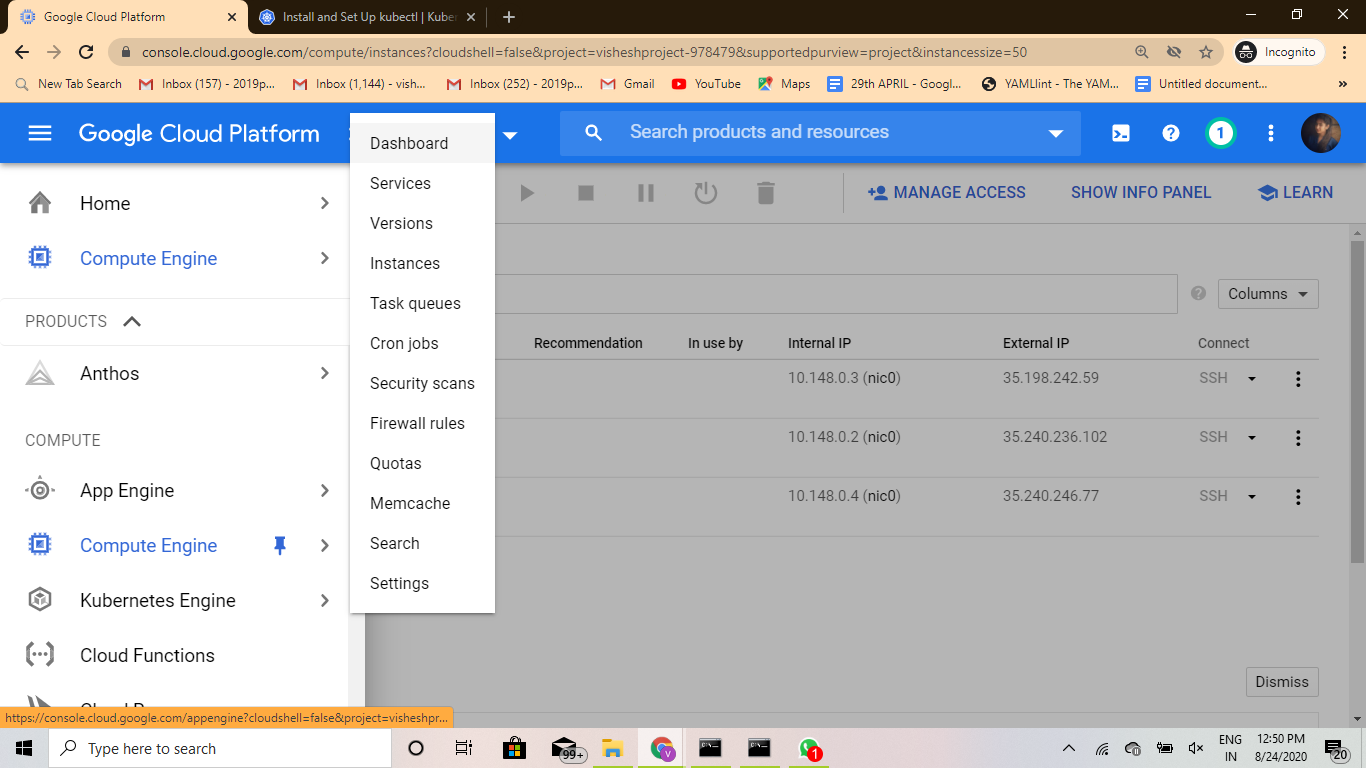 Google Cloud Platform
Install and Set Up kubectl | Kuber
console.cloud.google.com/compute/instances?cloudshell=false&project=visheshproject-978479&supportedpurview=project&instancessize=50
Incognito
New Tab Search
Inbox (157) - 2019p...
Inbox (1,144) - vish...
Inbox (252) - 2019p...
Gmail
YouTube
Maps
29th APRIL - Googl...
YAMLlint - The YAM...
Untitled document...
»
Google Cloud Platform
Search products and resources
1
Dashboard
Services
Versions
Instances
Task queues
Cron jobs
Security scans
Firewall rules
Quotas
Memcache
Search
Settings
Home
Compute Engine
PRODUCTS
Anthos
COMPUTE
App Engine
Compute Engine
Kubernetes Engine
Cloud Functions
MANAGE ACCESS
SHOW INFO PANEL
LEARN
Columns
Recommendation In use by Internal IP External IP Connect
10.148.0.3 (nic0) 35.198.242.59 SSH
10.148.0.2 (nic0) 35.240.236.102 SSH
10.148.0.4 (nic0) 35.240.246.77 SSH
Dismiss
https://console.cloud.google.com/appengine?cloudshell=false&project=visheshpr...
Type here to search
99+
V
1
ENG
IN
12:50 PM
8/24/2020
20